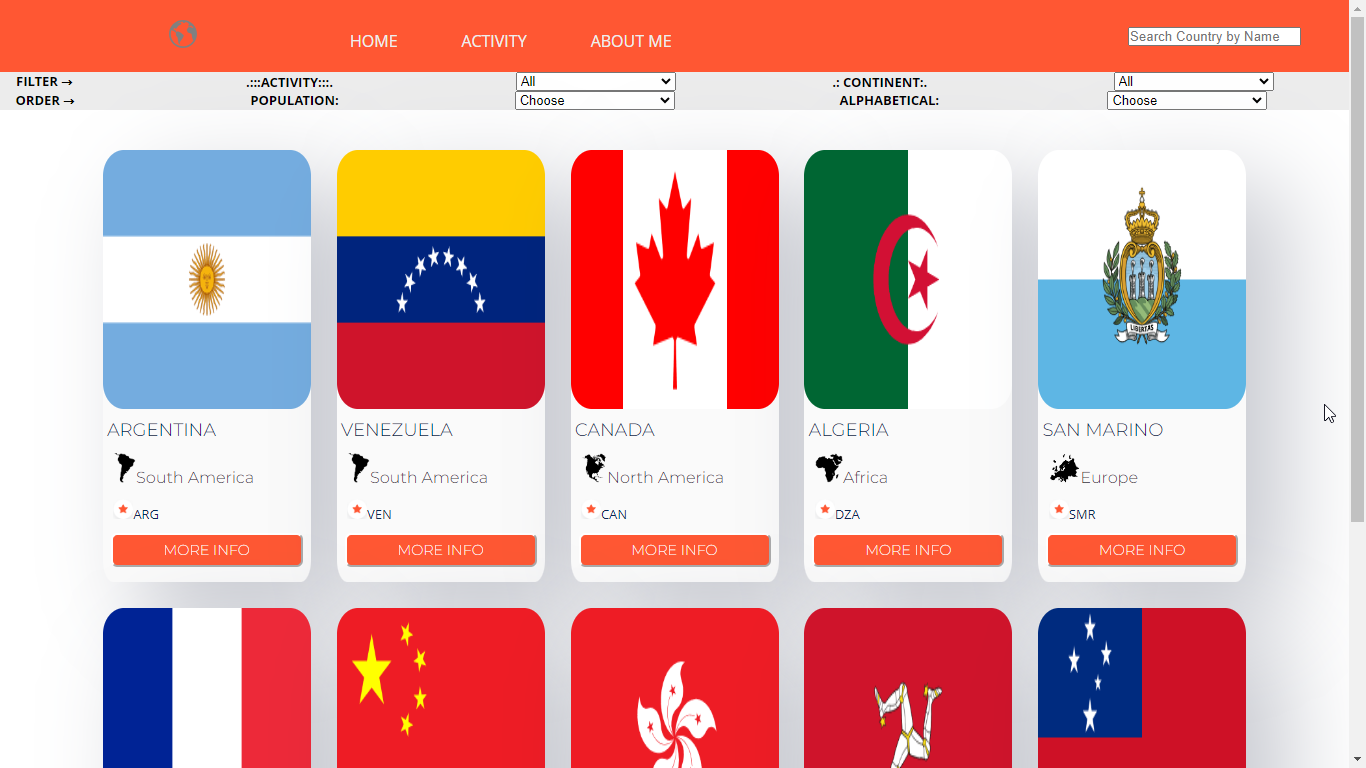 HOME ACTIVITY ABOUT ME Search Country by Name
FILTER → .:::ACTIVITY:::. All .: CONTINENT:. All
ORDER → POPULATION: Choose ALPHABETICAL: Choose
LIBERTAS
ARGENTINA VENEZUELA CANADA ALGERIA SAN MARINO
South America South America North America Africa Europe
ARG VEN CAN DZA SMR
MORE INFO MORE INFO MORE INFO MORE INFO MORE INFO